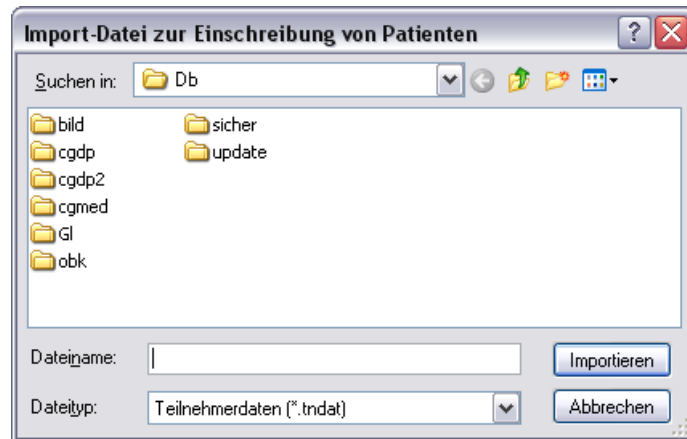 Import-Datei zur Einschreibung von Patienten
Suchen in: Db
bild
cgdp
cgdp2
cgmed
GI
obk
sicher
update
Dateiname:
Importieren
Dateityp: Teilnehmerdaten (*.tndat)
Abbrechen